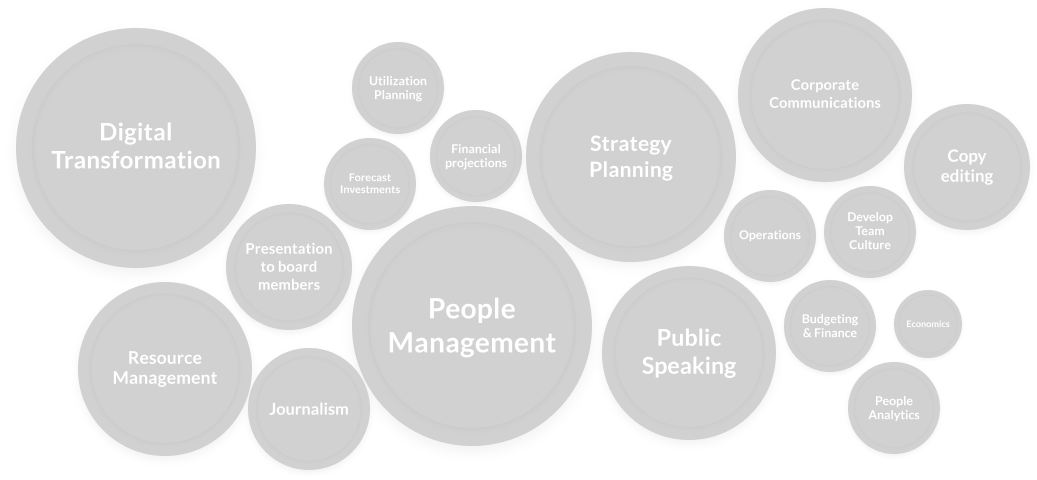 Digital
Transformation
Utilization
Planning
Financial
projections
Forecast
Investments
Strategy
Planning
Corporate
Communications
Copy
editing
Presentation
to board
members
Operations
Develop
Team
Culture
People
Management
Resource
Management
Journalism
Public
Speaking
Budgeting
& Finance
Economics
People
Analytics